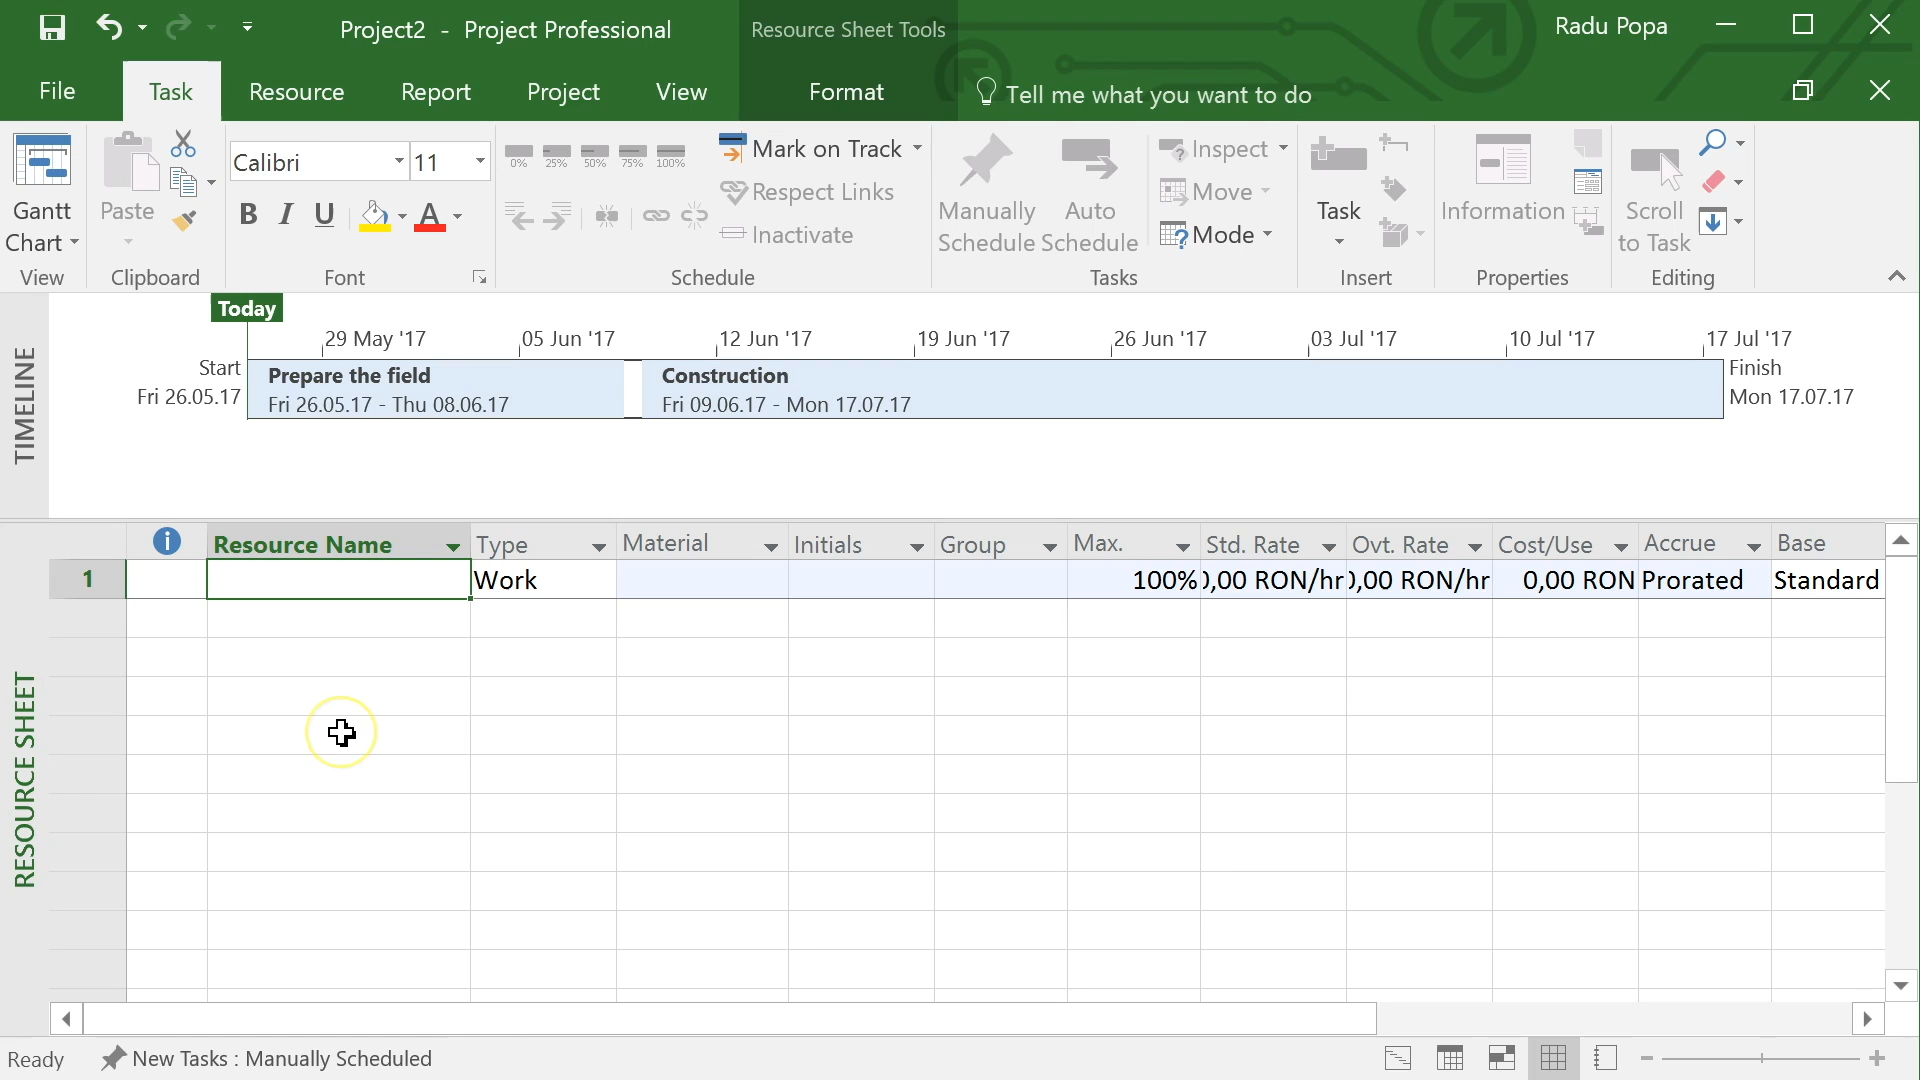 Project2 - Project Professional
Resource Sheet Tools
Radu Popa
File Task Resource Report Project View Format Tell me what you want to do
Gantt Chart
View
Paste
Clipboard
Calibri 11
B I U A
Font
0% 25% 50% 75% 100%
Mark on Track
Respect Links
Inactivate
Schedule
Manually Schedule
Auto Schedule
Inspect
Move
Mode
Tasks
Task
Insert
Information
Properties
Scroll to Task
Editing
TIMELINE
Today
29 May '17 05 Jun '17 12 Jun '17 19 Jun '17 26 Jun '17 03 Jul '17 10 Jul '17 17 Jul '17
Start
Fri 26.05.17
Prepare the field
Fri 26.05.17 - Thu 08.06.17
Construction
Fri 09.06.17 - Mon 17.07.17
Finish
Mon 17.07.17
RESOURCE SHEET
Resource Name Type Material Initials Group Max. Std. Rate Ovt. Rate Cost/Use Accrue Base
1 Work 100% 0,00 RON/hr 0,00 RON/hr 0,00 RON Prorated Standard
Ready New Tasks : Manually Scheduled